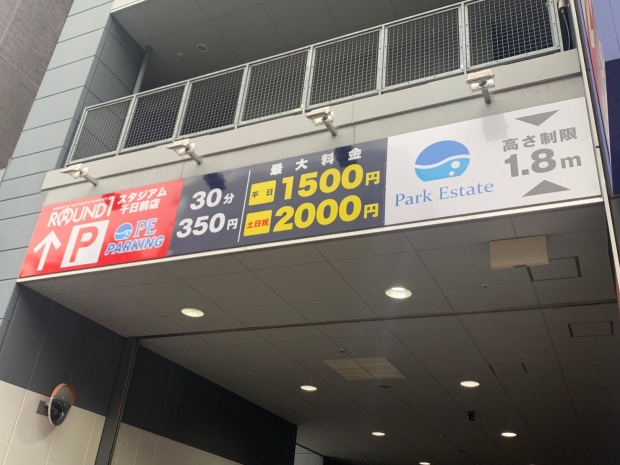 ROUND1
スタジアム
千日前店
P
PE
PARKING
30分
350円
最大料金
平日 1500円
土日祝 2000円
Park Estate
高さ制限
1.8m